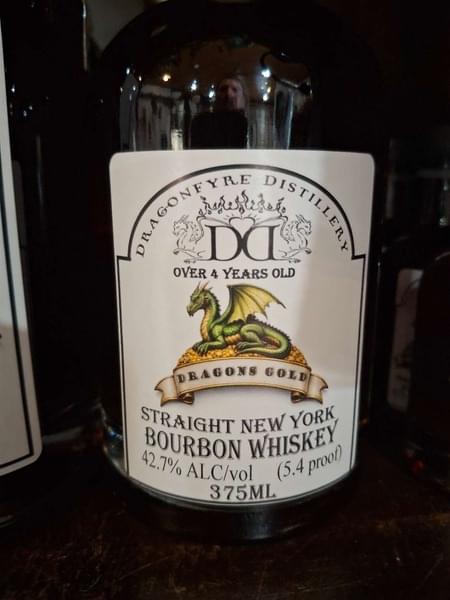 DRAGONFYRE DISTILLERY
DD
OVER 4 YEARS OLD
DRAGONS GOLD
STRAIGHT NEW YORK
BOURBON WHISKEY
42.7% ALC/vol (5.4 proof)
375ML